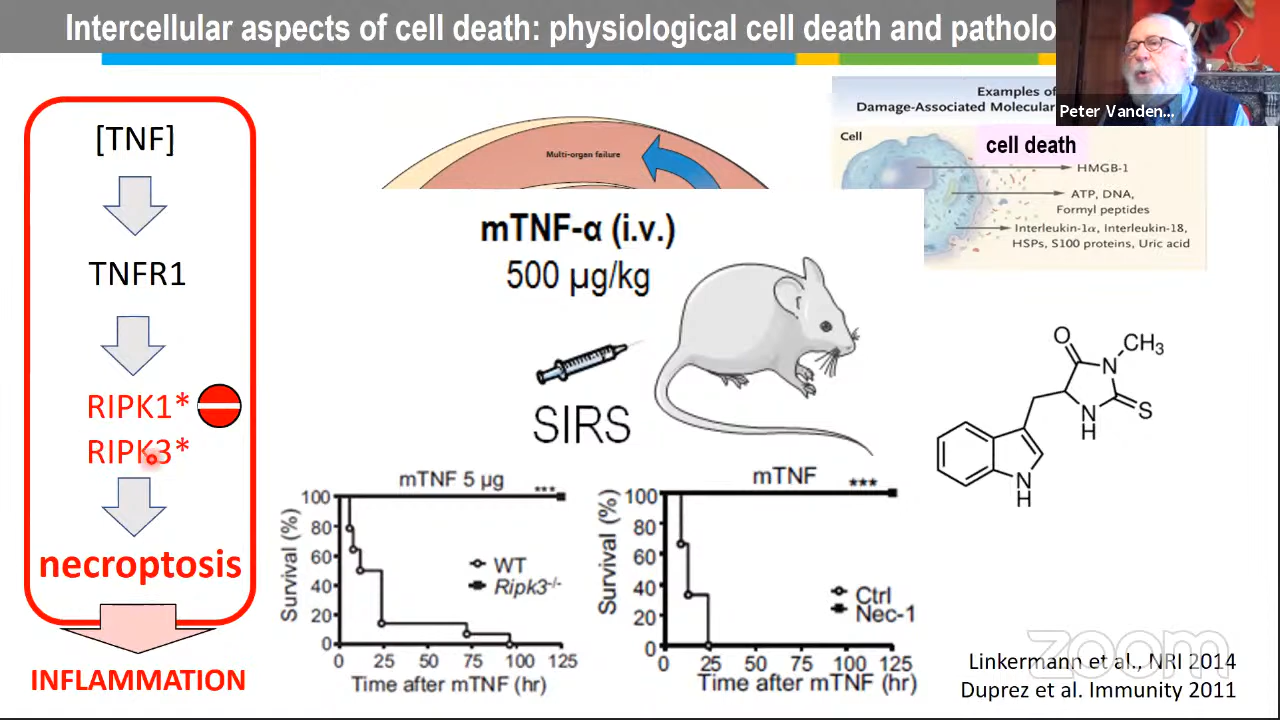 Intercellular aspects of cell death: physiological cell death and patholo
Peter Vanden...
[TNF]
TNFR1
RIPK1*
RIPK3*
necroptosis
INFLAMMATION
Multi-organ failure
Examples of
Damage-Associated Molecular
Cell
cell death
HMGB-1
ATP, DNA,
Formyl peptides
Interleukin-1α, Interleukin-18,
HSPs, S100 proteins, Uric acid
mTNF-α (i.v.)
500 µg/kg
SIRS
mTNF 5 µg
***
Survival (%)
100
80
60
40
20
0
WT
Ripk3-/-
0 25 50 75 100 125
Time after mTNF (hr)
mTNF
***
Survival (%)
100
80
60
40
20
0
Ctrl
Nec-1
0 25 50 75 100 125
Time after mTNF (hr)
O
CH3
N
S
N
H
N
H
zoom
Linkermann et al., NRI 2014
Duprez et al. Immunity 2011